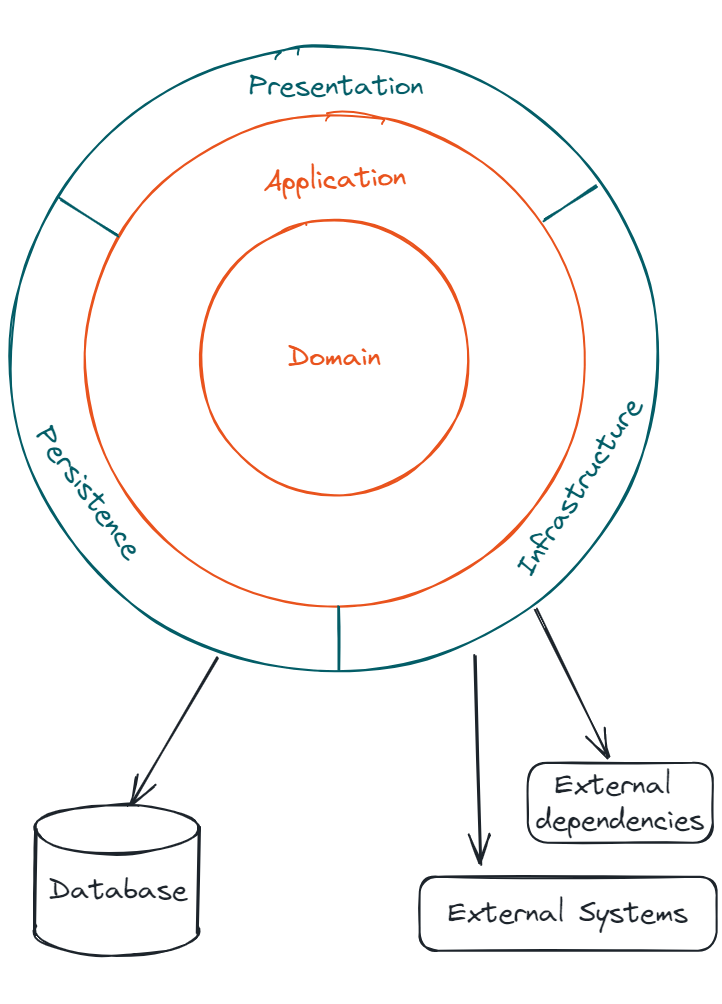 Presentation
Application
Domain
Persistence
Infrastructure
External
dependencies
Database
External Systems